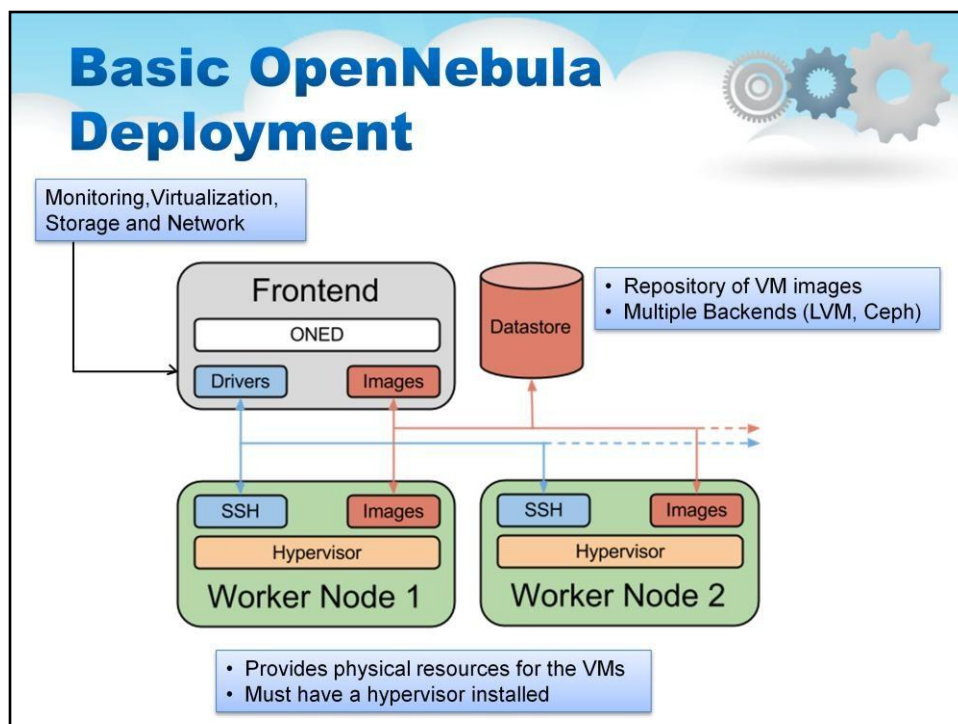 Basic OpenNebula
Deployment
Monitoring,Virtualization,
Storage and Network
Frontend
ONED
Drivers
Images
Datastore
• Repository of VM images
• Multiple Backends (LVM, Ceph)
SSH
Images
Hypervisor
Worker Node 1
SSH
Images
Hypervisor
Worker Node 2
• Provides physical resources for the VMs
• Must have a hypervisor installed